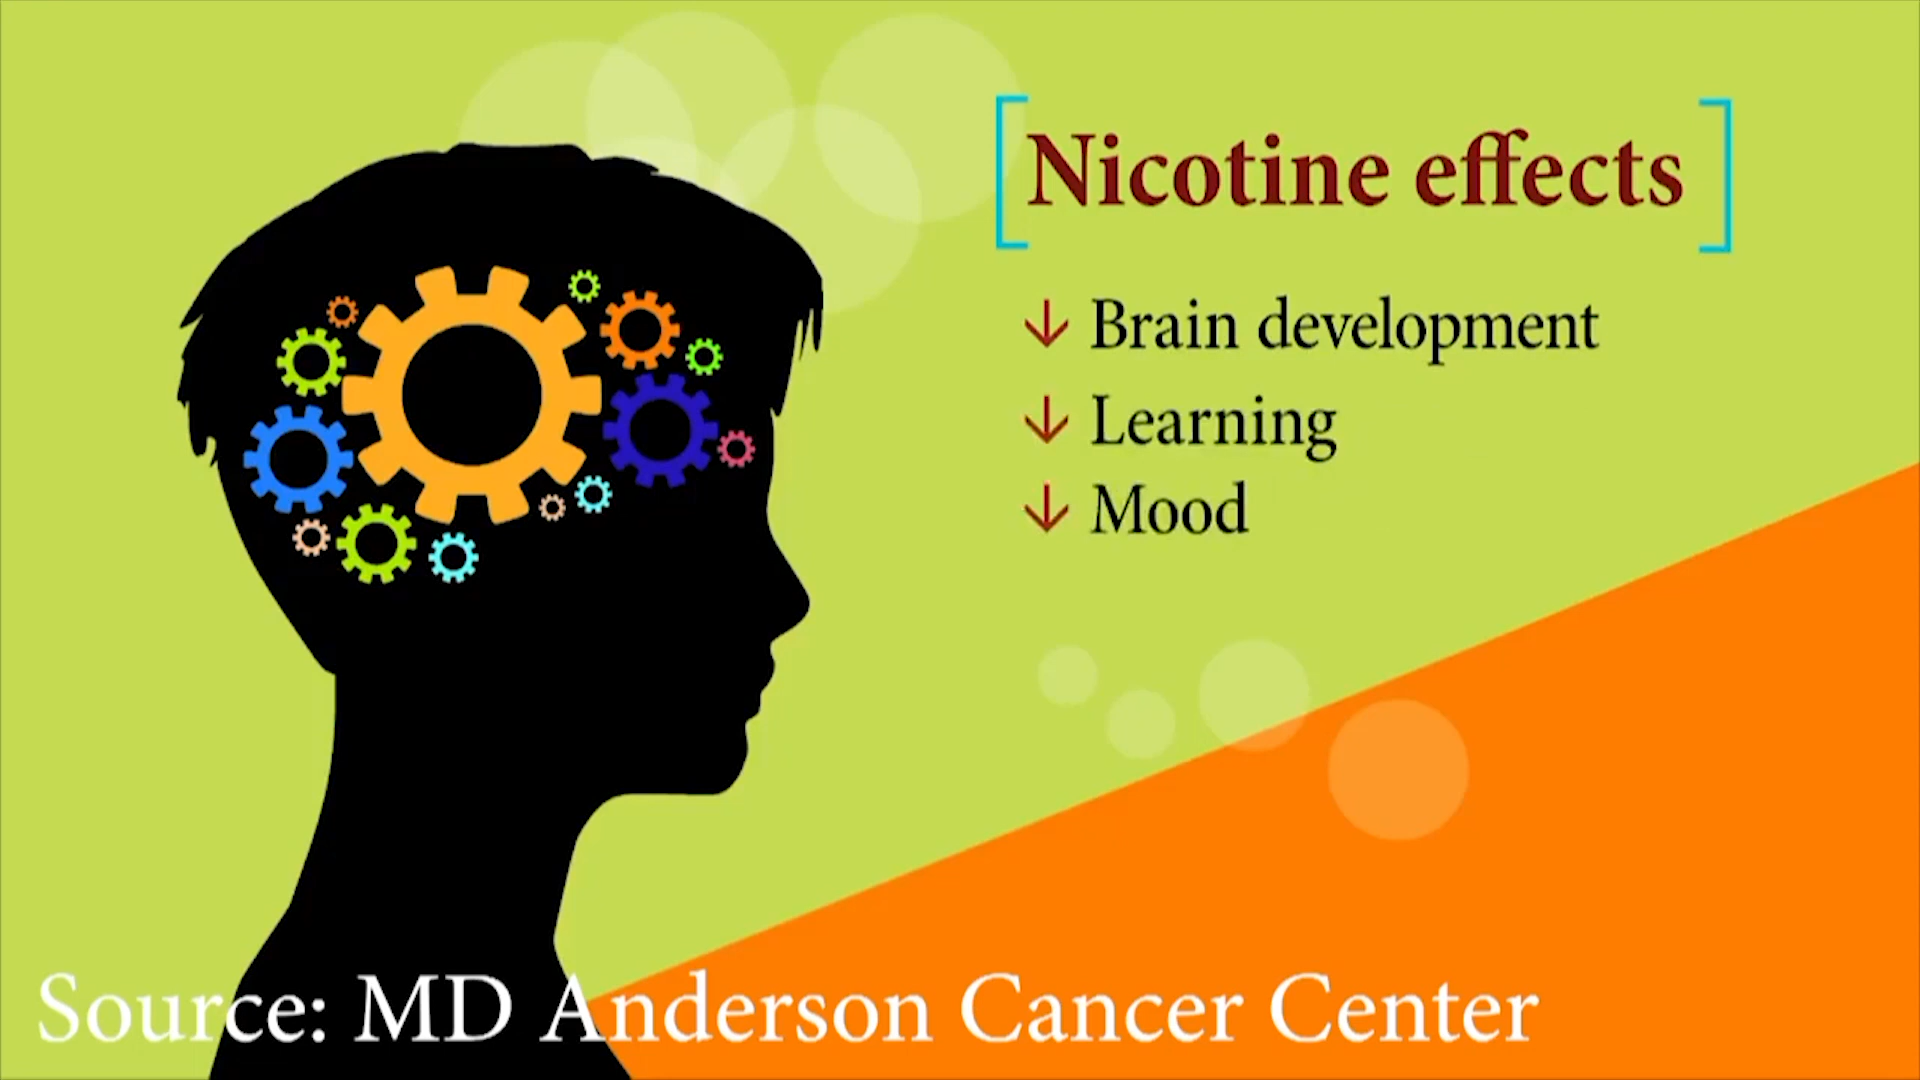 Nicotine effects
↓ Brain development
↓ Learning
↓ Mood
Source: MD Anderson Cancer Center